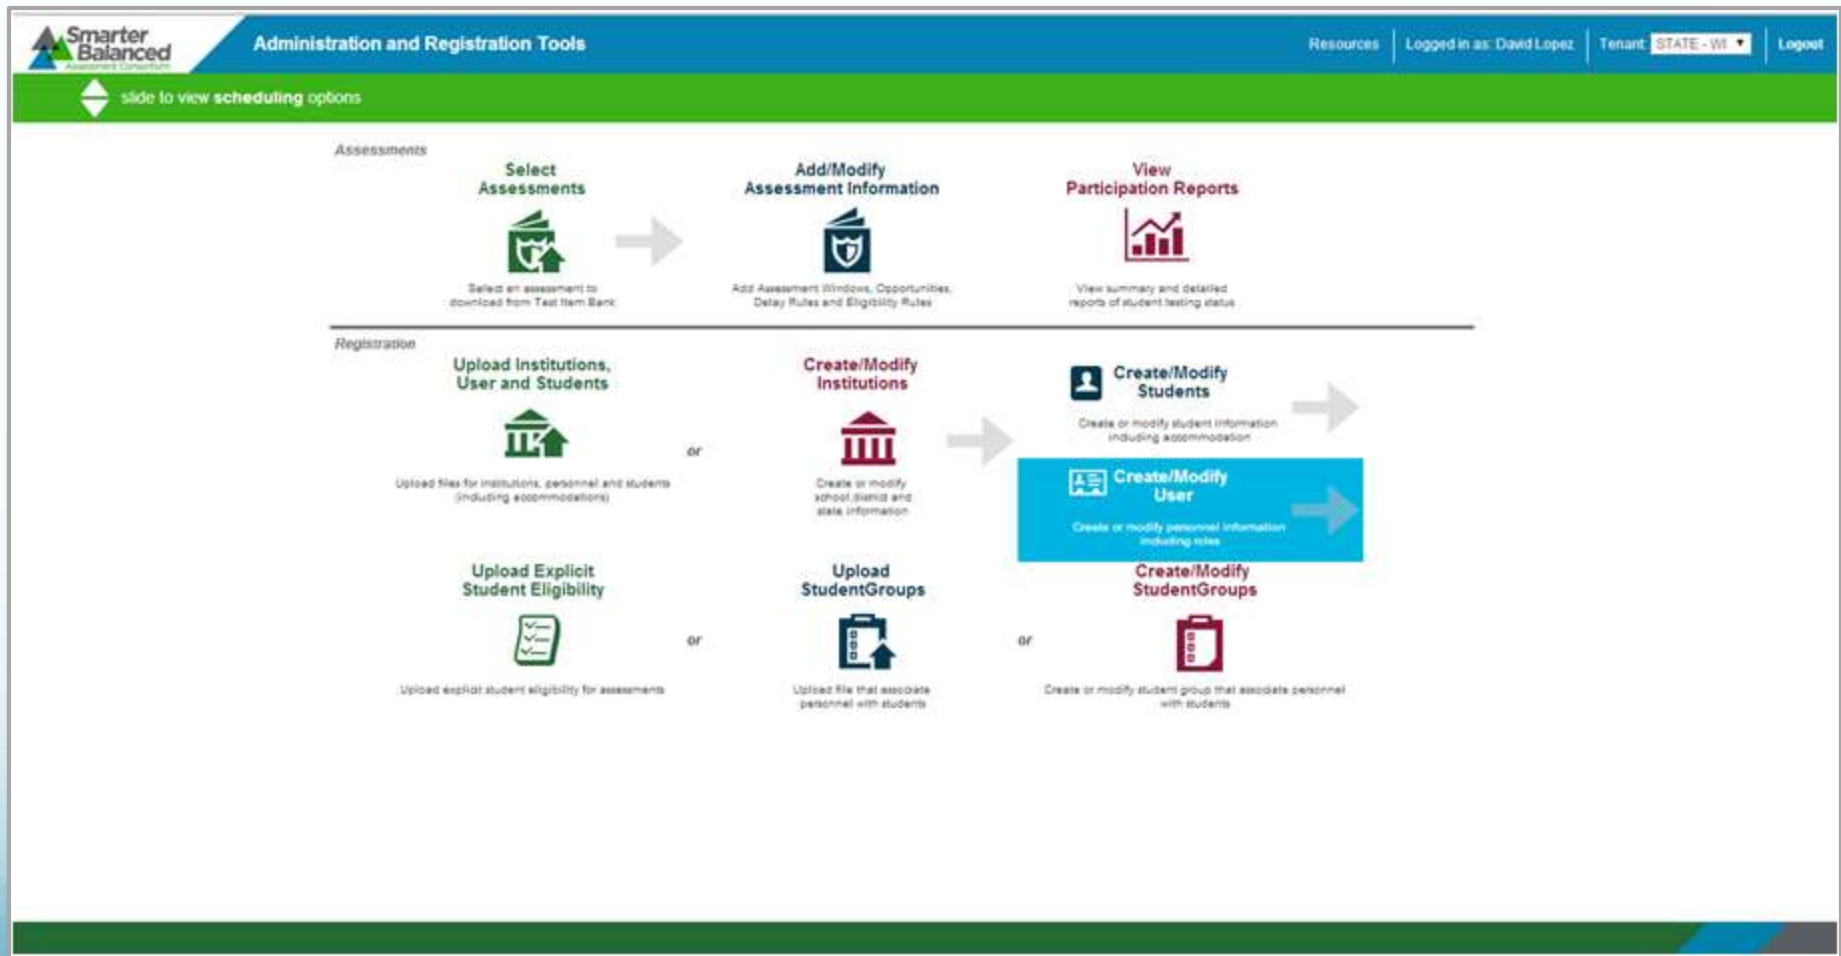 Smarter
Balanced
Assessment Consortium
Administration and Registration Tools
Resources
Logged in as: David Lopez
Tenant: STATE - WI
Logout
slide to view scheduling options
Assessments
Select
Assessments
Select an assessment to
download from Test Item Bank
Add/Modify
Assessment Information
Add Assessment Windows, Opportunities,
Delay Rules and Eligibility Rules
View
Participation Reports
View summary and detailed
reports of student testing status
Registration
Upload Institutions,
User and Students
Upload files for institutions, personnel and students
(including accommodations)
or
Create/Modify
Institutions
Create or modify
school,district and
state information
Create/Modify
Students
Create or modify student information
including accommodation
Create/Modify
User
Create or modify personnel information
including roles
Upload Explicit
Student Eligibility
Upload explicit student eligibility for assessments
or
Upload
StudentGroups
Upload file that associate
personnel with students
or
Create/Modify
StudentGroups
Create or modify student group that associate personnel
with students